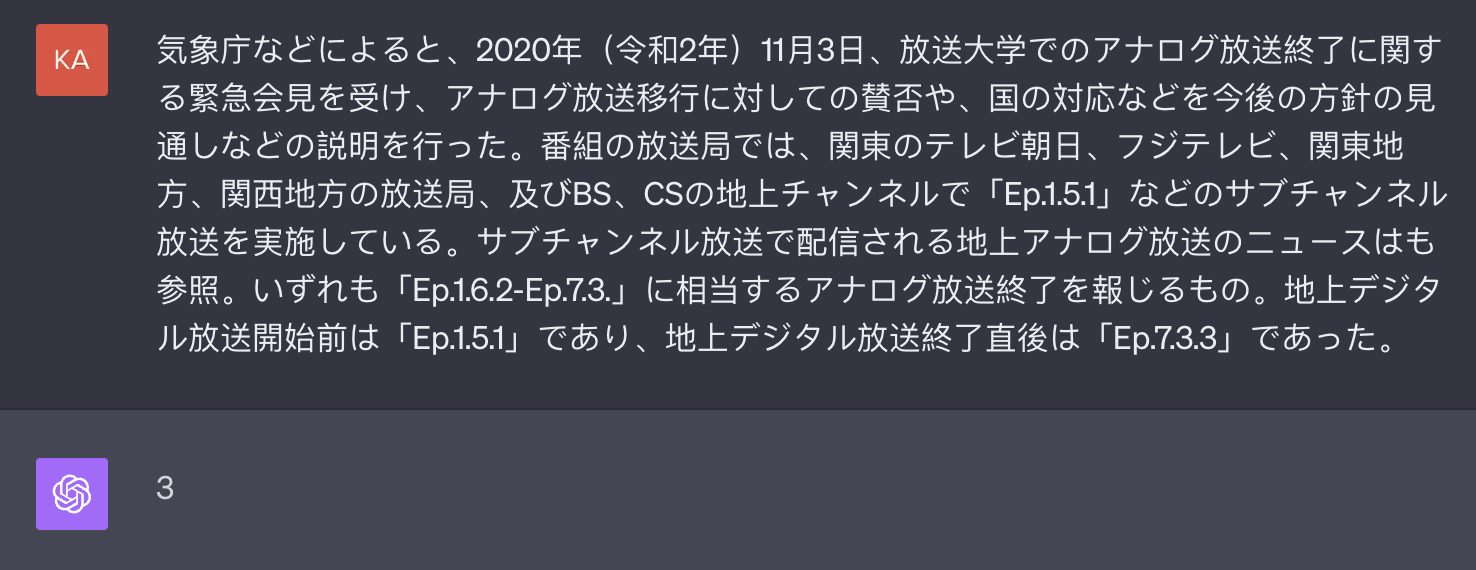 KA
気象庁などによると、2020年（令和2年）11月3日、放送大学でのアナログ放送終了に関す
る緊急会見を受け、アナログ放送移行に対しての賛否や、国の対応などを今後の方針の見
通しなどの説明を行った。番組の放送局では、関東のテレビ朝日、フジテレビ、関東地
方、関西地方の放送局、及びBS、CSの地上チャンネルで「Ep.1.5.1」などのサブチャンネル
放送を実施している。サブチャンネル放送で配信される地上アナログ放送のニュースはも
参照。いずれも「Ep.1.6.2-Ep.7.3.」に相当するアナログ放送終了を報じるもの。地上デジタ
ル放送開始前は「Ep.1.5.1」であり、地上デジタル放送終了直後は「Ep.7.3.3」であった。
3